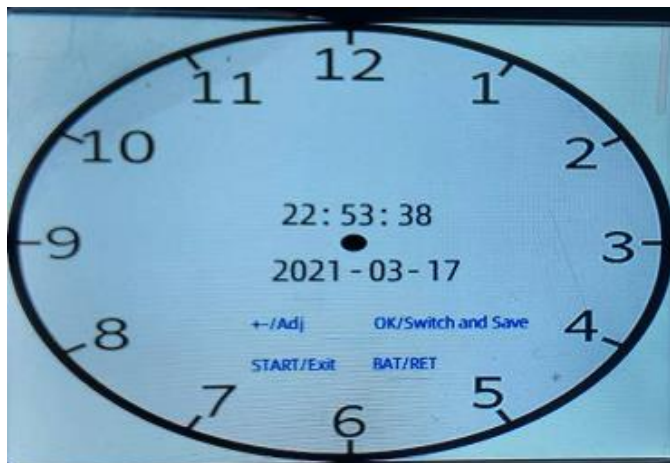 12
11 1
10 2
22: 53: 38
9 3
2021-03-17
+-/Adj OK/Switch and Save
8 4
START/Exit BAT/RET
7 5
6